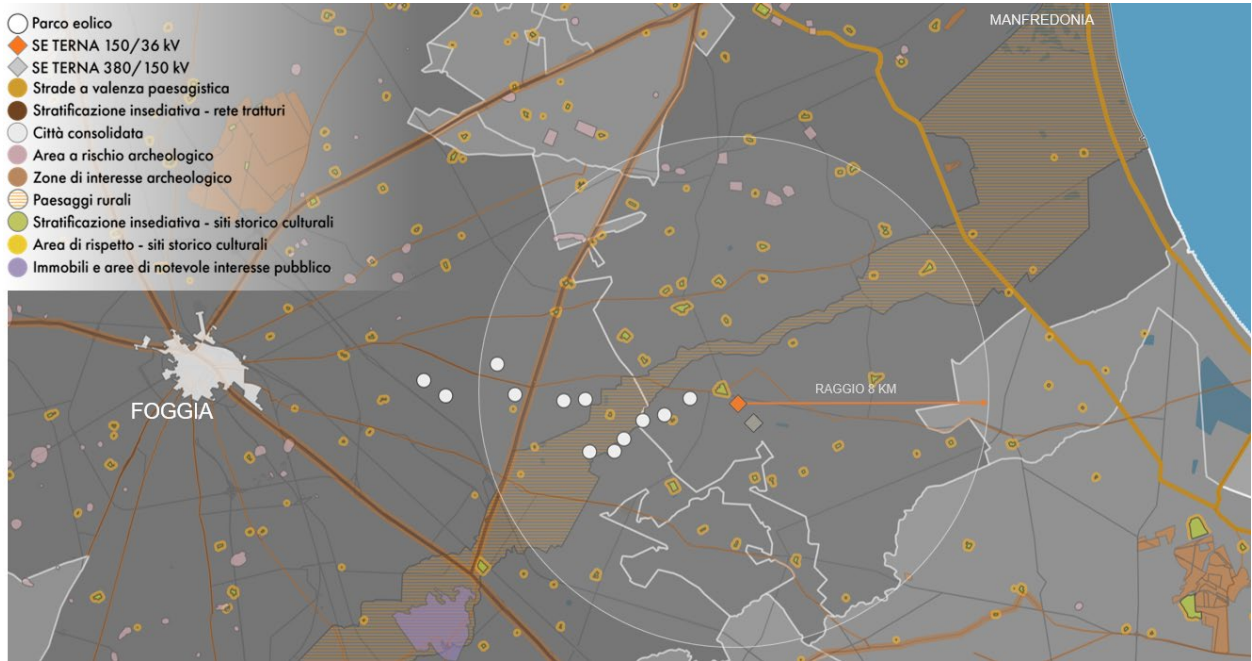 Parco eolico
SE TERNA 150/36 kV
SE TERNA 380/150 kV
Strade a valenza paesagistica
Stratificazione insediativa - rete tratturi
Città consolidata
Area a rischio archeologico
Zone di interesse archeologico
Paesaggi rurali
Stratificazione insediativa - siti storico culturali
Area di rispetto - siti storico culturali
Immobili e aree di notevole interesse pubblico
MANFREDONIA
RAGGIO 8 KM
FOGGIA